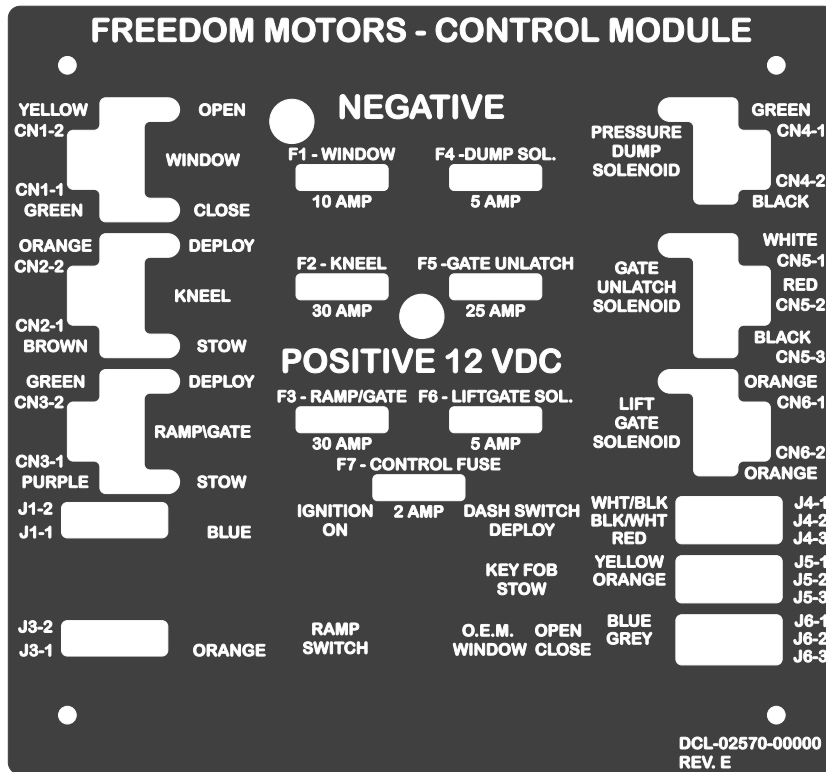 FREEDOM MOTORS - CONTROL MODULE
NEGATIVE
YELLOW
CN1-2
OPEN
WINDOW
CN1-1
GREEN
CLOSE
F1 - WINDOW
10 AMP
F4 -DUMP SOL.
5 AMP
PRESSURE
DUMP
SOLENOID
GREEN
CN4-1
CN4-2
BLACK
ORANGE
CN2-2
DEPLOY
KNEEL
CN2-1
BROWN
STOW
F2 - KNEEL
30 AMP
F5 -GATE UNLATCH
25 AMP
GATE
UNLATCH
SOLENOID
WHITE
CN5-1
RED
CN5-2
BLACK
CN5-3
POSITIVE 12 VDC
GREEN
CN3-2
DEPLOY
RAMP\GATE
CN3-1
PURPLE
STOW
F3 - RAMP/GATE
30 AMP
F6 - LIFTGATE SOL.
5 AMP
LIFT
GATE
SOLENOID
ORANGE
CN6-1
CN6-2
ORANGE
F7 - CONTROL FUSE
2 AMP
J1-2
J1-1
BLUE
IGNITION
ON
DASH SWITCH
DEPLOY
WHT/BLK
BLK/WHT
RED
J4-1
J4-2
J4-3
KEY FOB
STOW
YELLOW
ORANGE
J5-1
J5-2
J5-3
J3-2
J3-1
ORANGE
RAMP
SWITCH
O.E.M. OPEN
WINDOW CLOSE
BLUE
GREY
J6-1
J6-2
J6-3
DCL-02570-00000
REV. E